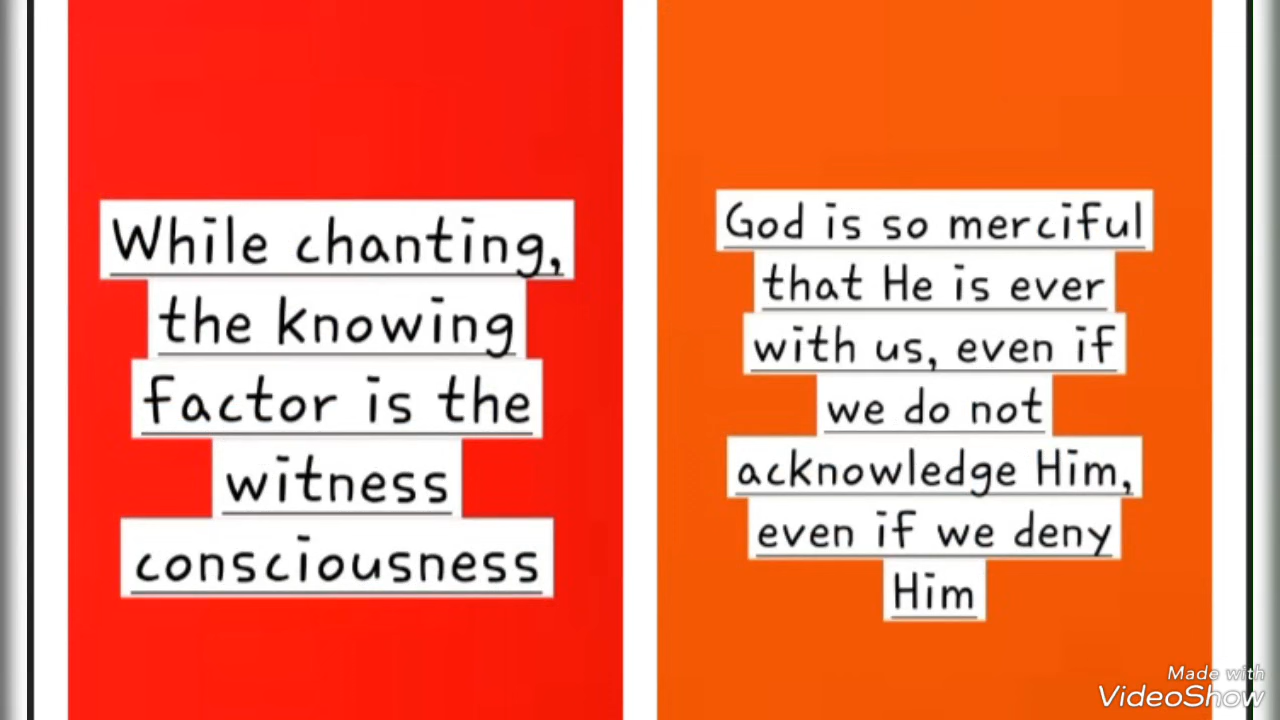 While chanting,
the knowing
factor is the
witness
consciousness
God is so merciful
that He is ever
with us, even if
we do not
acknowledge Him,
even if we deny
Him
Made with
VideoShow